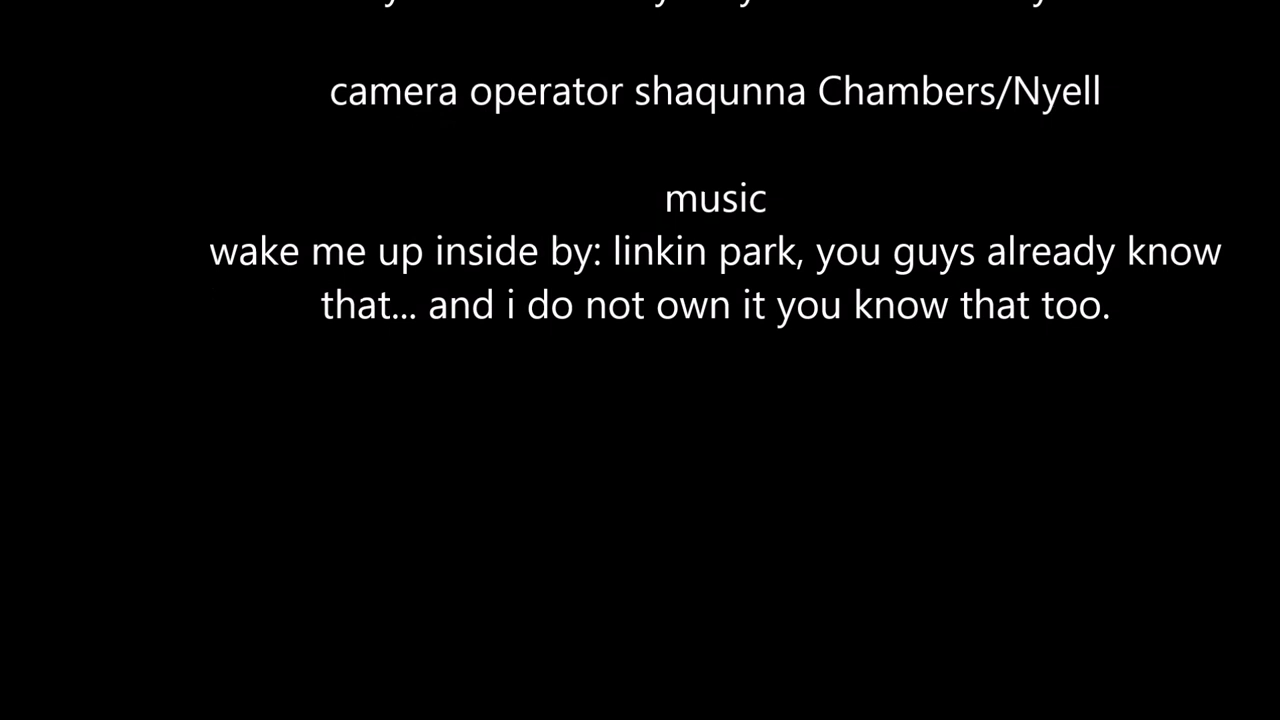 camera operator shaqunna Chambers/Nyell
music
wake me up inside by: linkin park, you guys already know
that... and i do not own it you know that too.